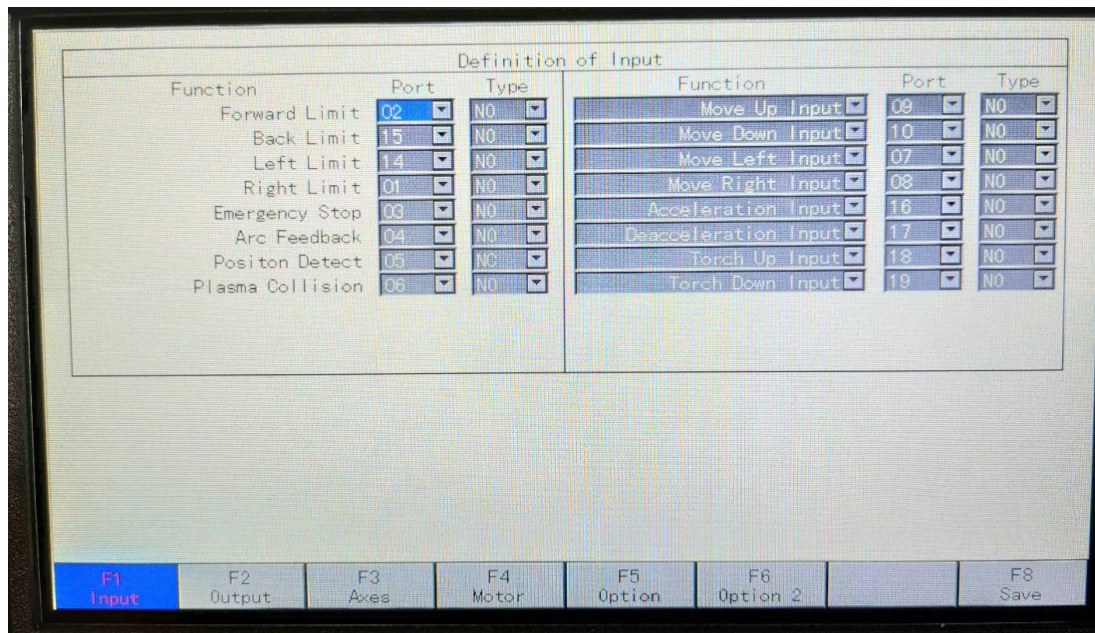 Definition of Input
Function Port Type Function Port Type
Forward Limit 02 NO Move Up Input 09 NO
Back Limit 15 NO Move Down Input 10 NO
Left Limit 14 NO Move Left Input 07 NO
Right Limit 01 NO Move Right Input 08 NO
Emergency Stop 03 NO Acceleration Input 16 NO
Arc Feedback 04 NO Deacceleration Input 17 NO
Positon Detect 05 NC Torch Up Input 18 NO
Plasma Collision 06 NO Torch Down Input 19 NO
F1 F2 F3 F4 F5 F6 F8
Input Output Axes Motor Option Option 2 Save